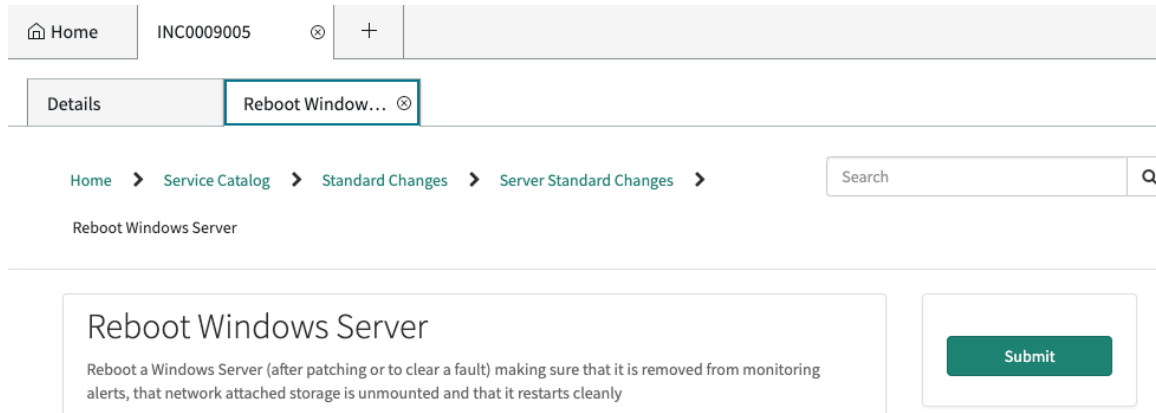 Home
INC0009005
Details
Reboot Window...
Home
Service Catalog
Standard Changes
Server Standard Changes
Search
Reboot Windows Server
Reboot Windows Server
Reboot a Windows Server (after patching or to clear a fault) making sure that it is removed from monitoring
alerts, that network attached storage is unmounted and that it restarts cleanly
Submit